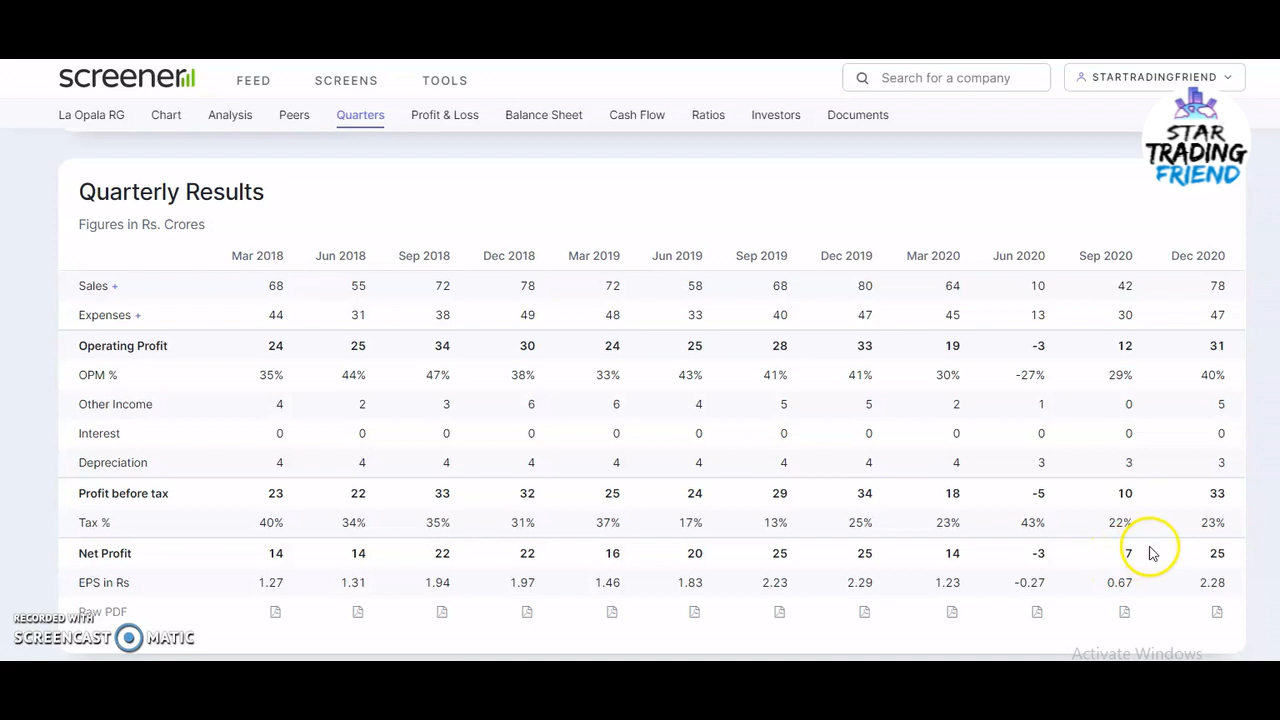 screener FEED SCREENS TOOLS Search for a company STARTRADINGFRIEND
La Opala RG Chart Analysis Peers Quarters Profit & Loss Balance Sheet Cash Flow Ratios Investors Documents
STAR
TRADING
FRIEND
Quarterly Results
Figures in Rs. Crores
Mar 2018 Jun 2018 Sep 2018 Dec 2018 Mar 2019 Jun 2019 Sep 2019 Dec 2019 Mar 2020 Jun 2020 Sep 2020 Dec 2020
Sales + 68 55 72 78 72 58 68 80 64 10 42 78
Expenses + 44 31 38 49 48 33 40 47 45 13 30 47
Operating Profit 24 25 34 30 24 25 28 33 19 -3 12 31
OPM % 35% 44% 47% 38% 33% 43% 41% 41% 30% -27% 29% 40%
Other Income 4 2 3 6 6 4 5 5 2 1 0 5
Interest 0 0 0 0 0 0 0 0 0 0 0 0
Depreciation 4 4 4 4 4 4 4 4 4 3 3 3
Profit before tax 23 22 33 32 25 24 29 34 18 -5 10 33
Tax % 40% 34% 35% 31% 37% 17% 13% 25% 23% 43% 22% 23%
Net Profit 14 14 22 22 16 20 25 25 14 -3 7 25
EPS in Rs 1.27 1.31 1.94 1.97 1.46 1.83 2.23 2.29 1.23 -0.27 0.67 2.28
Raw PDF
RECORDED WITH
SCREENCAST MATIC
Activate Windows